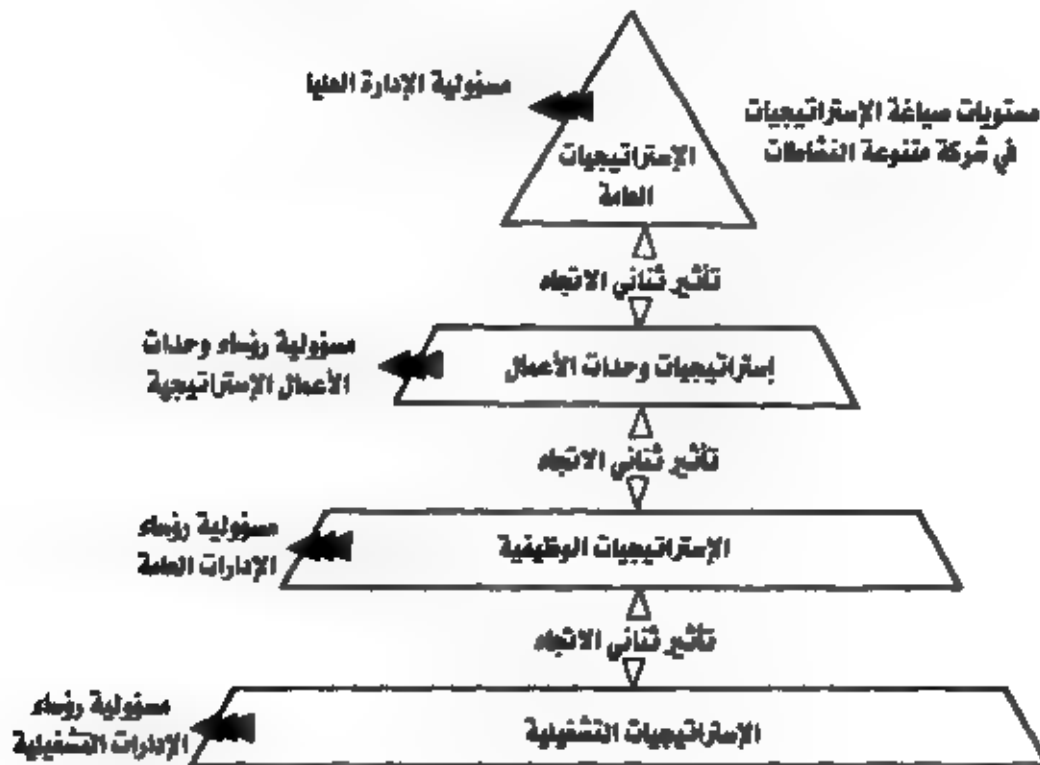 مستويات صياغة الإستراتيجيات
في شركة متنوعة النشاطات
مسؤولية الإدارة العليا
الإستراتيجيات
العامة
تأثير ثنائي الاتجاه
إستراتيجيات وحدات الأعمال
مسؤولية رؤساء وحدات
الأعمال الإستراتيجية
تأثير ثنائي الاتجاه
الإستراتيجيات الوظيفية
مسؤولية رؤساء
الإدارات العامة
تأثير ثنائي الاتجاه
الإستراتيجيات التشغيلية
مسؤولية رؤساء
الإدارات التشغيلية